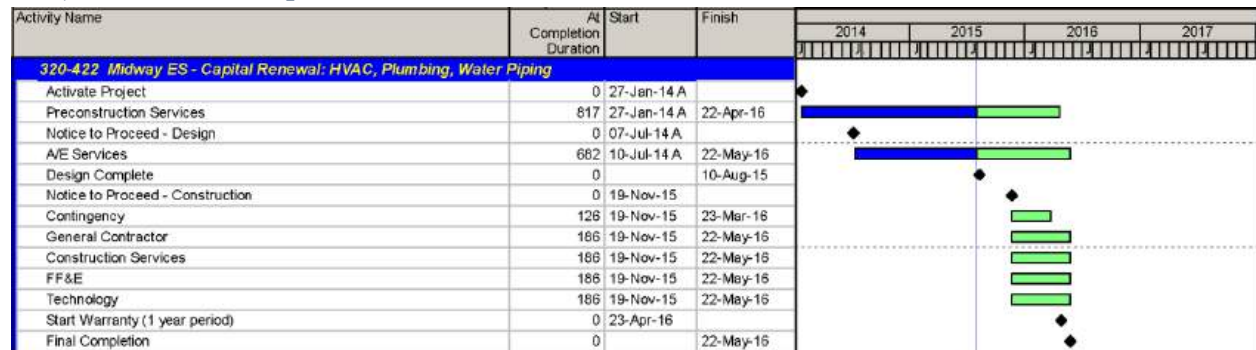 Activity Name At Completion Duration Start Finish
2014 2015 2016 2017
J J J J J J J
320-422 Midway ES - Capital Renewal: HVAC, Plumbing, Water Piping
Activate Project 0 27-Jan-14 A
Preconstruction Services 817 27-Jan-14 A 22-Apr-16
Notice to Proceed - Design 0 07-Jul-14 A
A/E Services 682 10-Jul-14 A 22-May-16
Design Complete 0 10-Aug-15
Notice to Proceed - Construction 0 19-Nov-15
Contingency 126 19-Nov-15 23-Mar-16
General Contractor 186 19-Nov-15 22-May-16
Construction Services 186 19-Nov-15 22-May-16
FF&E 186 19-Nov-15 22-May-16
Technology 186 19-Nov-15 22-May-16
Start Warranty (1 year period) 0 23-Apr-16
Final Completion 0 22-May-16